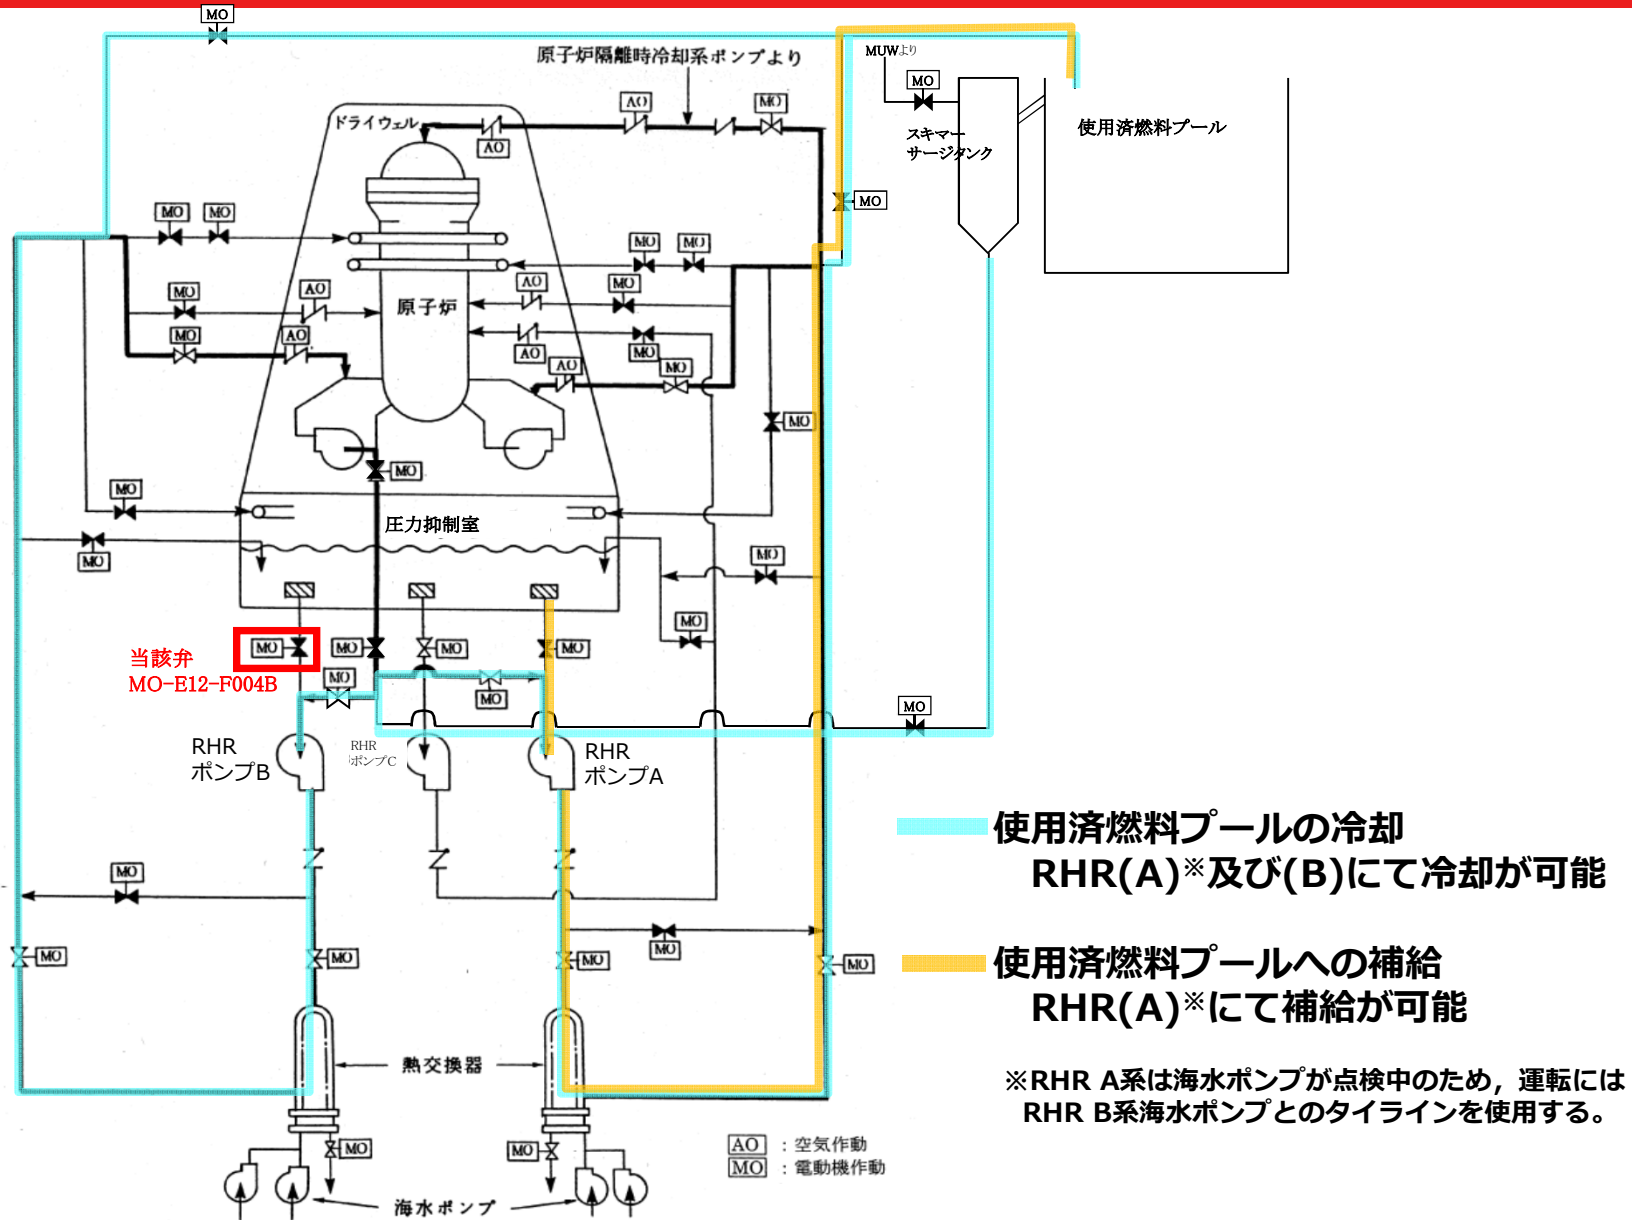 MO
原子炉隔離時冷却系ポンプより
MUWより
MO
AO
MO
ドライウェル
AO
スキマー
サージタンク
使用済燃料プール
MO
MO
MO
MO
MO
AO
MO
MO
AO
原子炉
MO
AO
AO
MO
AO
MO
MO
MO
MO
MO
圧力抑制室
MO
MO
MO
当該弁
MO-E12-F004B
MO
MO
MO
MO
MO
MO
MO
RHR
ポンプB
RHR
ポンプC
RHR
ポンプA
使用済燃料プールの冷却
RHR(A)※及び(B)にて冷却が可能
MO
MO
MO
MO
MO
MO
使用済燃料プールへの補給
RHR(A)※にて補給が可能
熱交換器
※RHR A系は海水ポンプが点検中のため，運転には
RHR B系海水ポンプとのタイラインを使用する。
MO
MO
AO ：空気作動
MO ：電動機作動
海水ポンプ